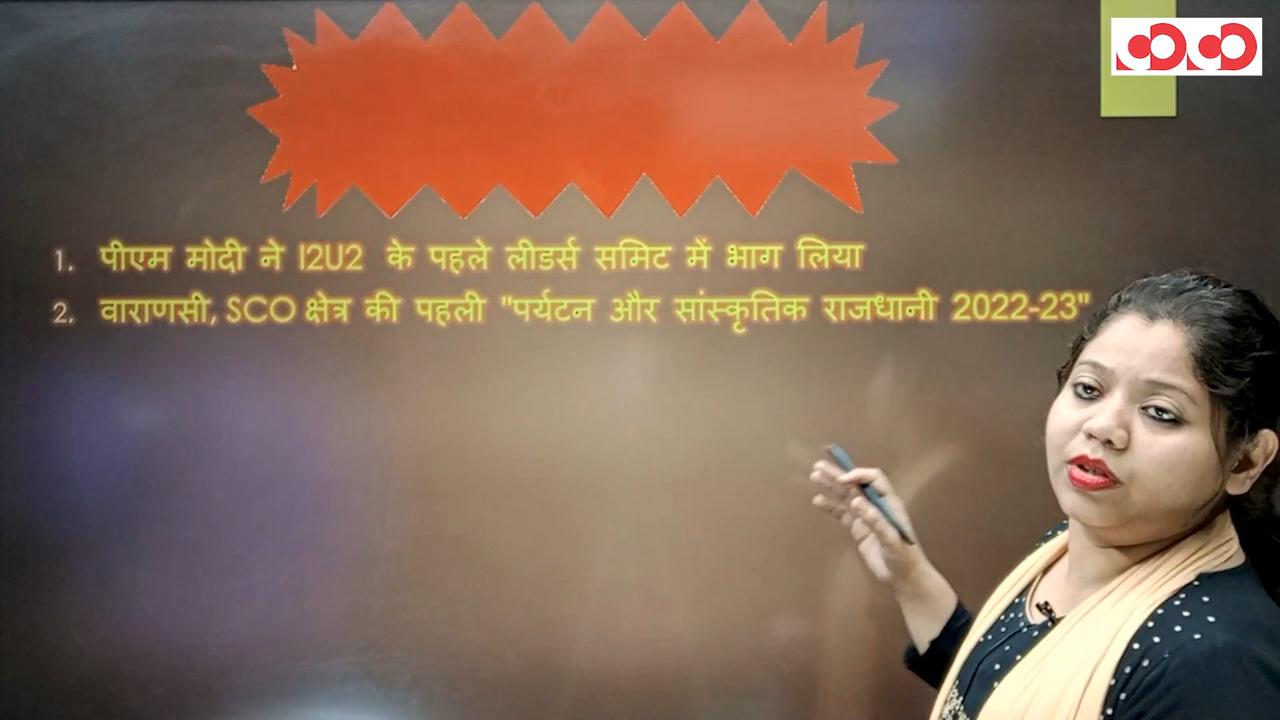 1. पीएम मोदी ने I2U2 के पहले लीडर्स समिट में भाग लिया
2. वाराणसी, SCO क्षेत्र की पहली "पर्यटन और सांस्कृतिक राजधानी 2022-23"